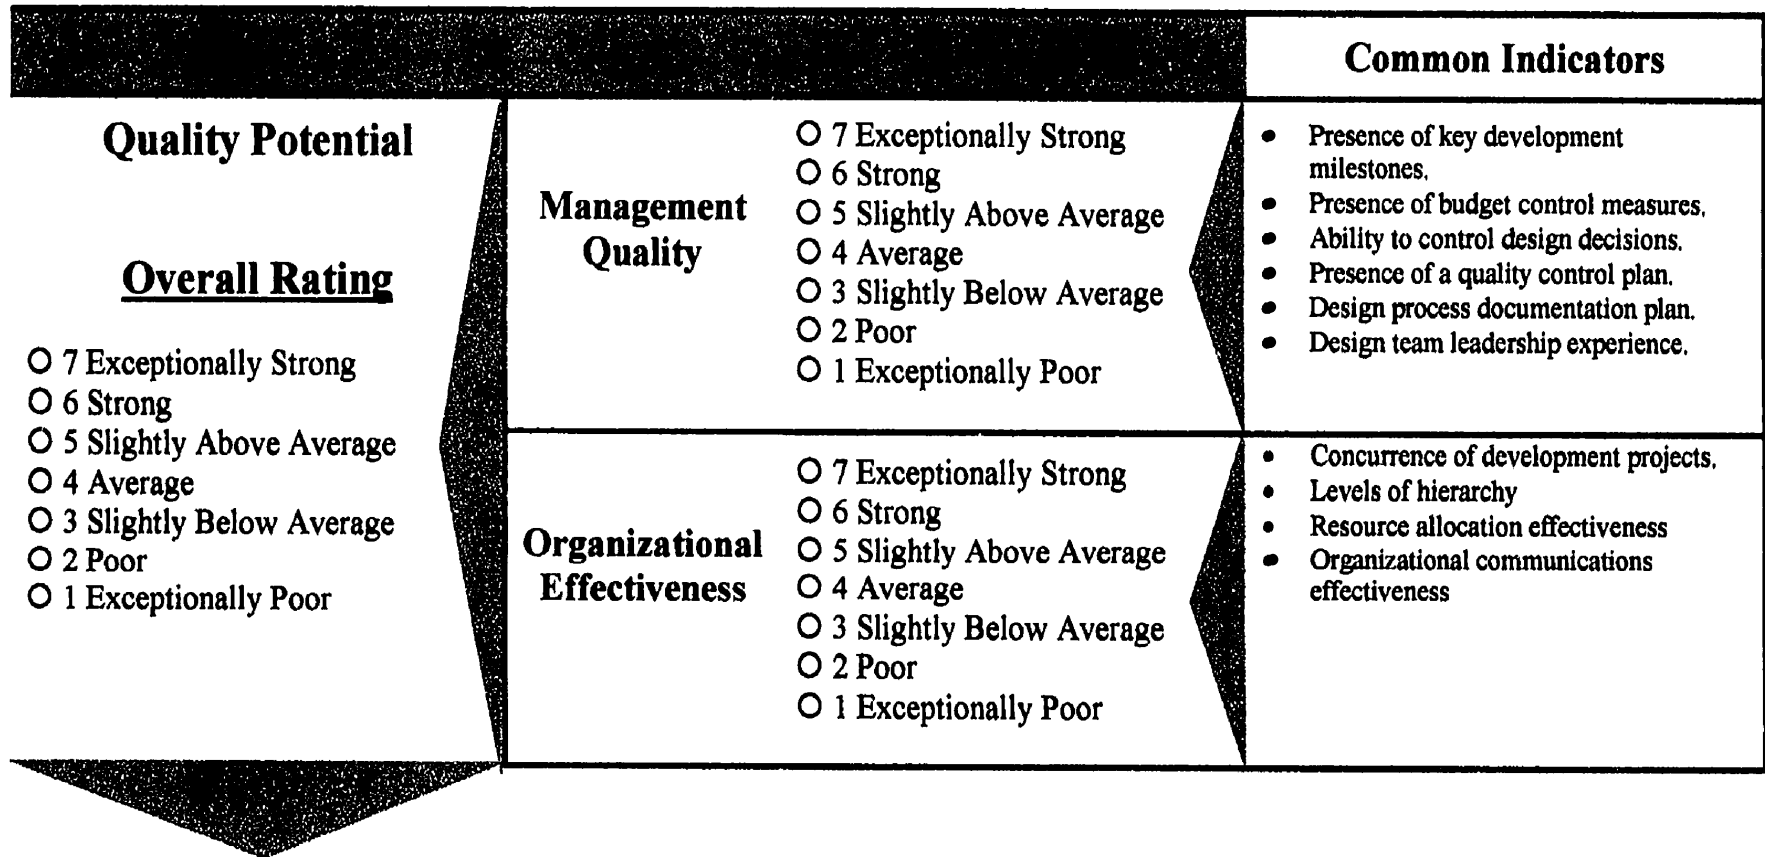 Common Indicators
Quality Potential
Overall Rating
O 7 Exceptionally Strong
O 6 Strong
O 5 Slightly Above Average
O 4 Average
O 3 Slightly Below Average
O 2 Poor
O 1 Exceptionally Poor
Management
Quality
O 7 Exceptionally Strong
O 6 Strong
O 5 Slightly Above Average
O 4 Average
O 3 Slightly Below Average
O 2 Poor
O 1 Exceptionally Poor
• Presence of key development
milestones.
• Presence of budget control measures.
• Ability to control design decisions.
• Presence of a quality control plan.
• Design process documentation plan.
• Design team leadership experience.
Organizational
Effectiveness
O 7 Exceptionally Strong
O 6 Strong
O 5 Slightly Above Average
O 4 Average
O 3 Slightly Below Average
O 2 Poor
O 1 Exceptionally Poor
• Concurrence of development projects.
• Levels of hierarchy
• Resource allocation effectiveness
• Organizational communications
effectiveness